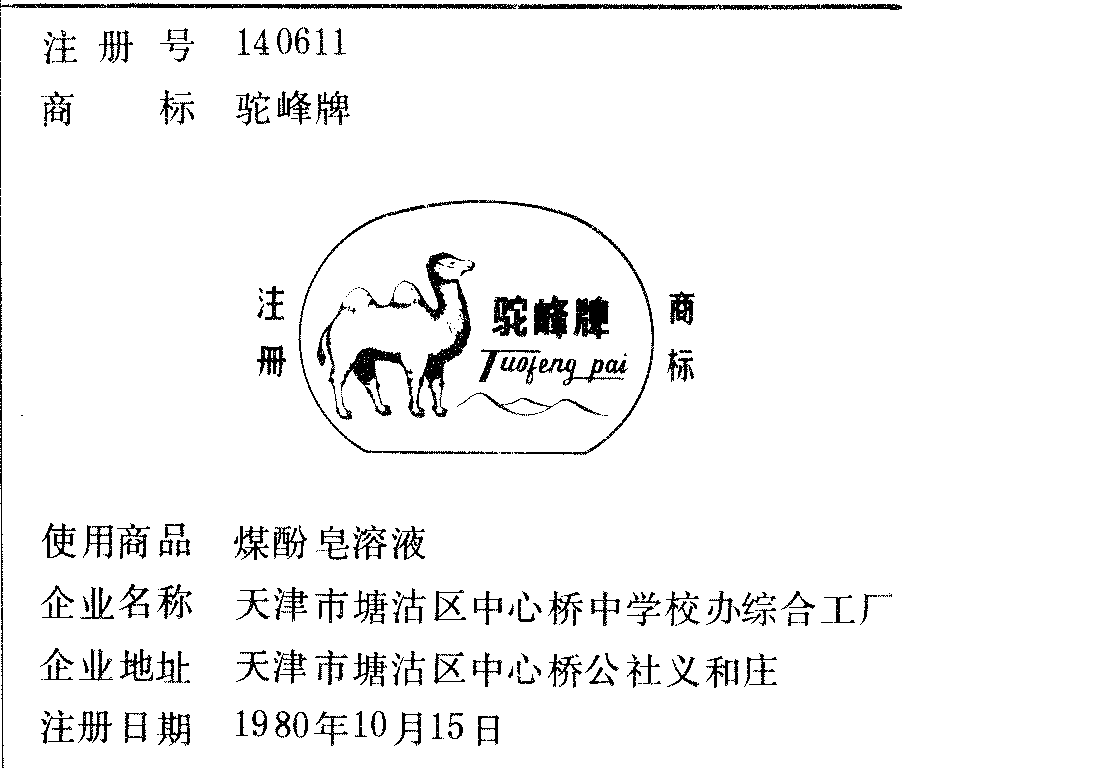 注册号 140611
商标 驼峰牌
注册 商标
驼峰牌
Tuofeng pai
使用商品 煤酚皂溶液
企业名称 天津市塘沽区中心桥中学校办综合工厂
企业地址 天津市塘沽区中心桥公社义和庄
注册日期 1980年10月15日